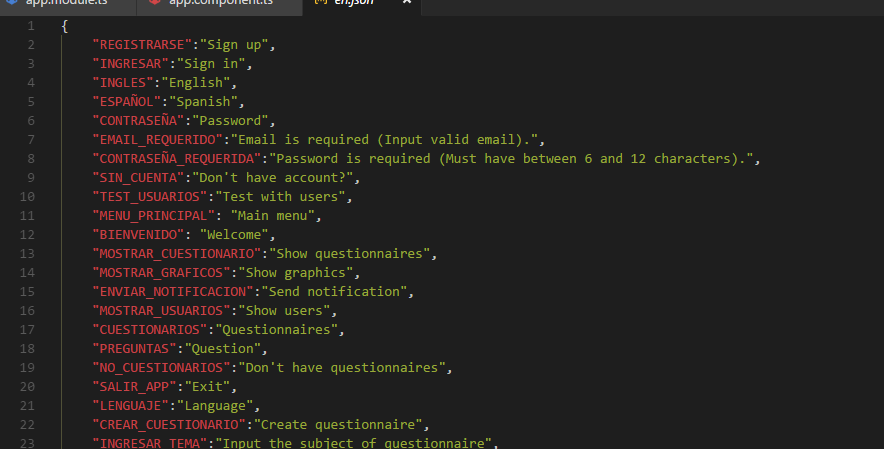 app.module.ts app.component.ts en.json
1 {
2 "REGISTRARSE":"Sign up",
3 "INGRESAR":"Sign in",
4 "INGLES":"English",
5 "ESPAÑOL":"Spanish",
6 "CONTRASEÑA":"Password",
7 "EMAIL_REQUERIDO":"Email is required (Input valid email).",
8 "CONTRASEÑA_REQUERIDA":"Password is required (Must have between 6 and 12 characters).",
9 "SIN_CUENTA":"Don't have account?",
10 "TEST_USUARIOS":"Test with users",
11 "MENU_PRINCIPAL": "Main menu",
12 "BIENVENIDO": "Welcome",
13 "MOSTRAR_CUESTIONARIO":"Show questionnaires",
14 "MOSTRAR_GRAFICOS":"Show graphics",
15 "ENVIAR_NOTIFICACION":"Send notification",
16 "MOSTRAR_USUARIOS":"Show users",
17 "CUESTIONARIOS":"Questionnaires",
18 "PREGUNTAS":"Question",
19 "NO_CUESTIONARIOS":"Don't have questionnaires",
20 "SALIR_APP":"Exit",
21 "LENGUAJE":"Language",
22 "CREAR_CUESTIONARIO":"Create questionnaire",
23 "INGRESAR_TEMA":"Input the subject of questionnaire",